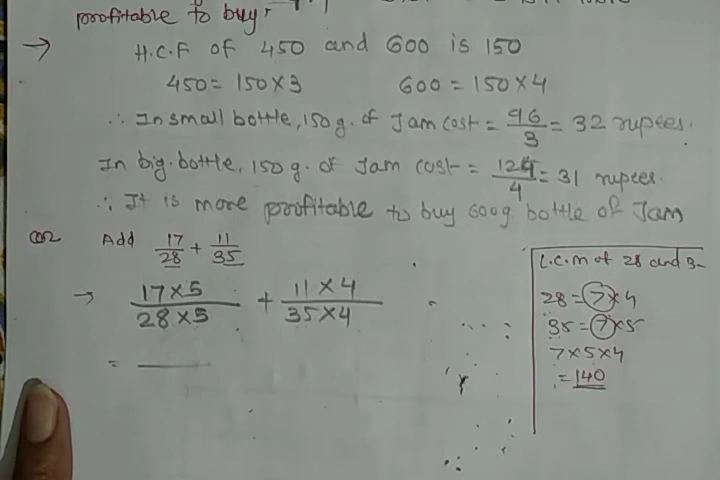 profitable to buy.
→ H.C.F of 450 and 600 is 150
450 = 150 × 3 600 = 150 × 4
∴ In small bottle, 150 g. of Jam cost = 96/3 = 32 rupees.
In big bottle, 150 g. of Jam cost = 124/4 = 31 rupees.
∴ It is more profitable to buy 600g bottle of Jam
Add 17/28 + 11/35
→ 17×5/28×5 + 11×4/35×4
=
L.C.M of 28 and 3
28 = 7×4
35 = 7×5
7×5×4
= 140